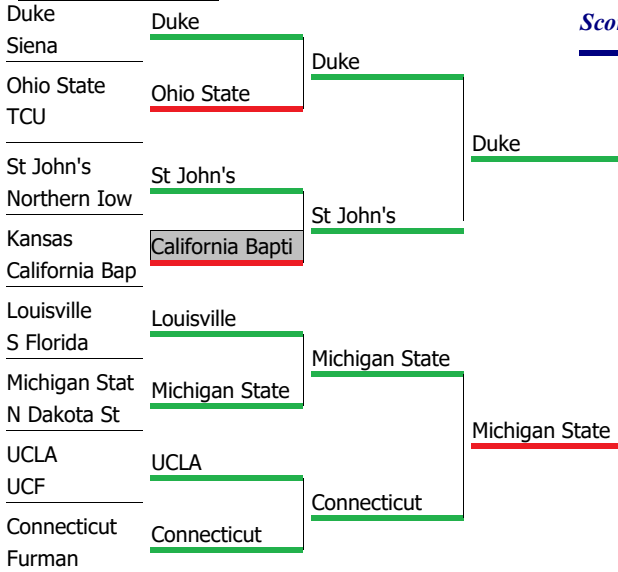 Duke
Siena
Ohio State
TCU
St John's
Northern Iow
Kansas
California Bap
Louisville
S Florida
Michigan Stat
N Dakota St
UCLA
UCF
Connecticut
Furman
Duke
Ohio State
St John's
California Bapti
Louisville
Michigan State
UCLA
Connecticut
Duke
St John's
Michigan State
Connecticut
Duke
Michigan State